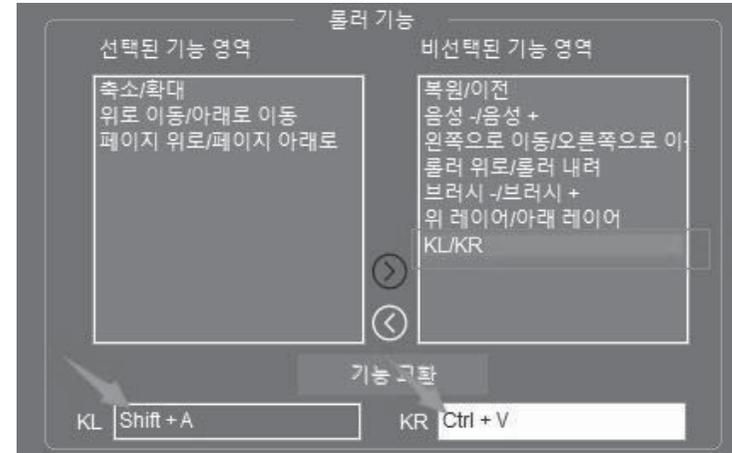 롤러 기능
선택된 기능 영역
비선택된 기능 영역
축소/확대
위로 이동/아래로 이동
페이지 위로/페이지 아래로
복원/이전
음성 -/음성 +
왼쪽으로 이동/오른쪽으로 이
롤러 위로/롤러 내려
브러시 -/브러시 +
위 레이어/아래 레이어
KL/KR
기능 교환
KL Shift + A
KR Ctrl + V